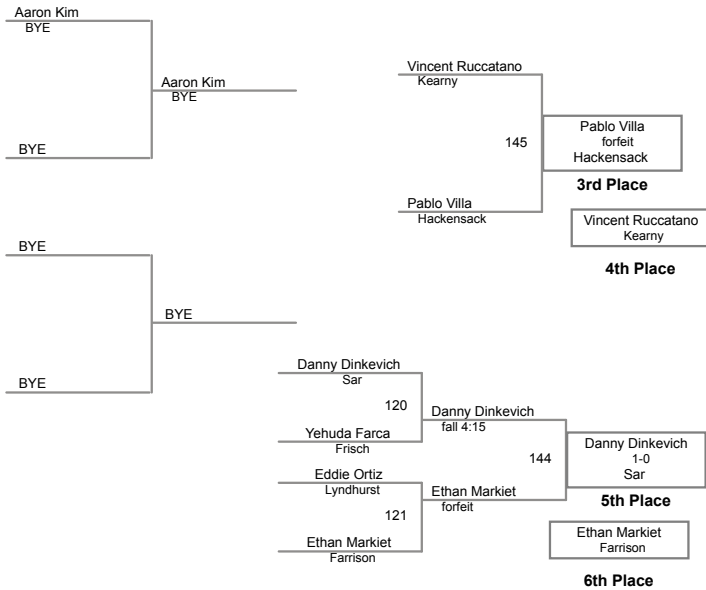 Aaron Kim
BYE
Aaron Kim
BYE
BYE
Vincent Ruccatano
Kearny
145
Pablo Villa
forfeit
Hackensack
3rd Place
Pablo Villa
Hackensack
Vincent Ruccatano
Kearny
4th Place
BYE
BYE
BYE
Danny Dinkevich
Sar
120
Yehuda Farca
Frisch
Danny Dinkevich
fall 4:15
Eddie Ortiz
Lyndhurst
121
Ethan Markiet
Farrison
Ethan Markiet
forfeit
144
Danny Dinkevich
1-0
Sar
5th Place
Ethan Markiet
Farrison
6th Place